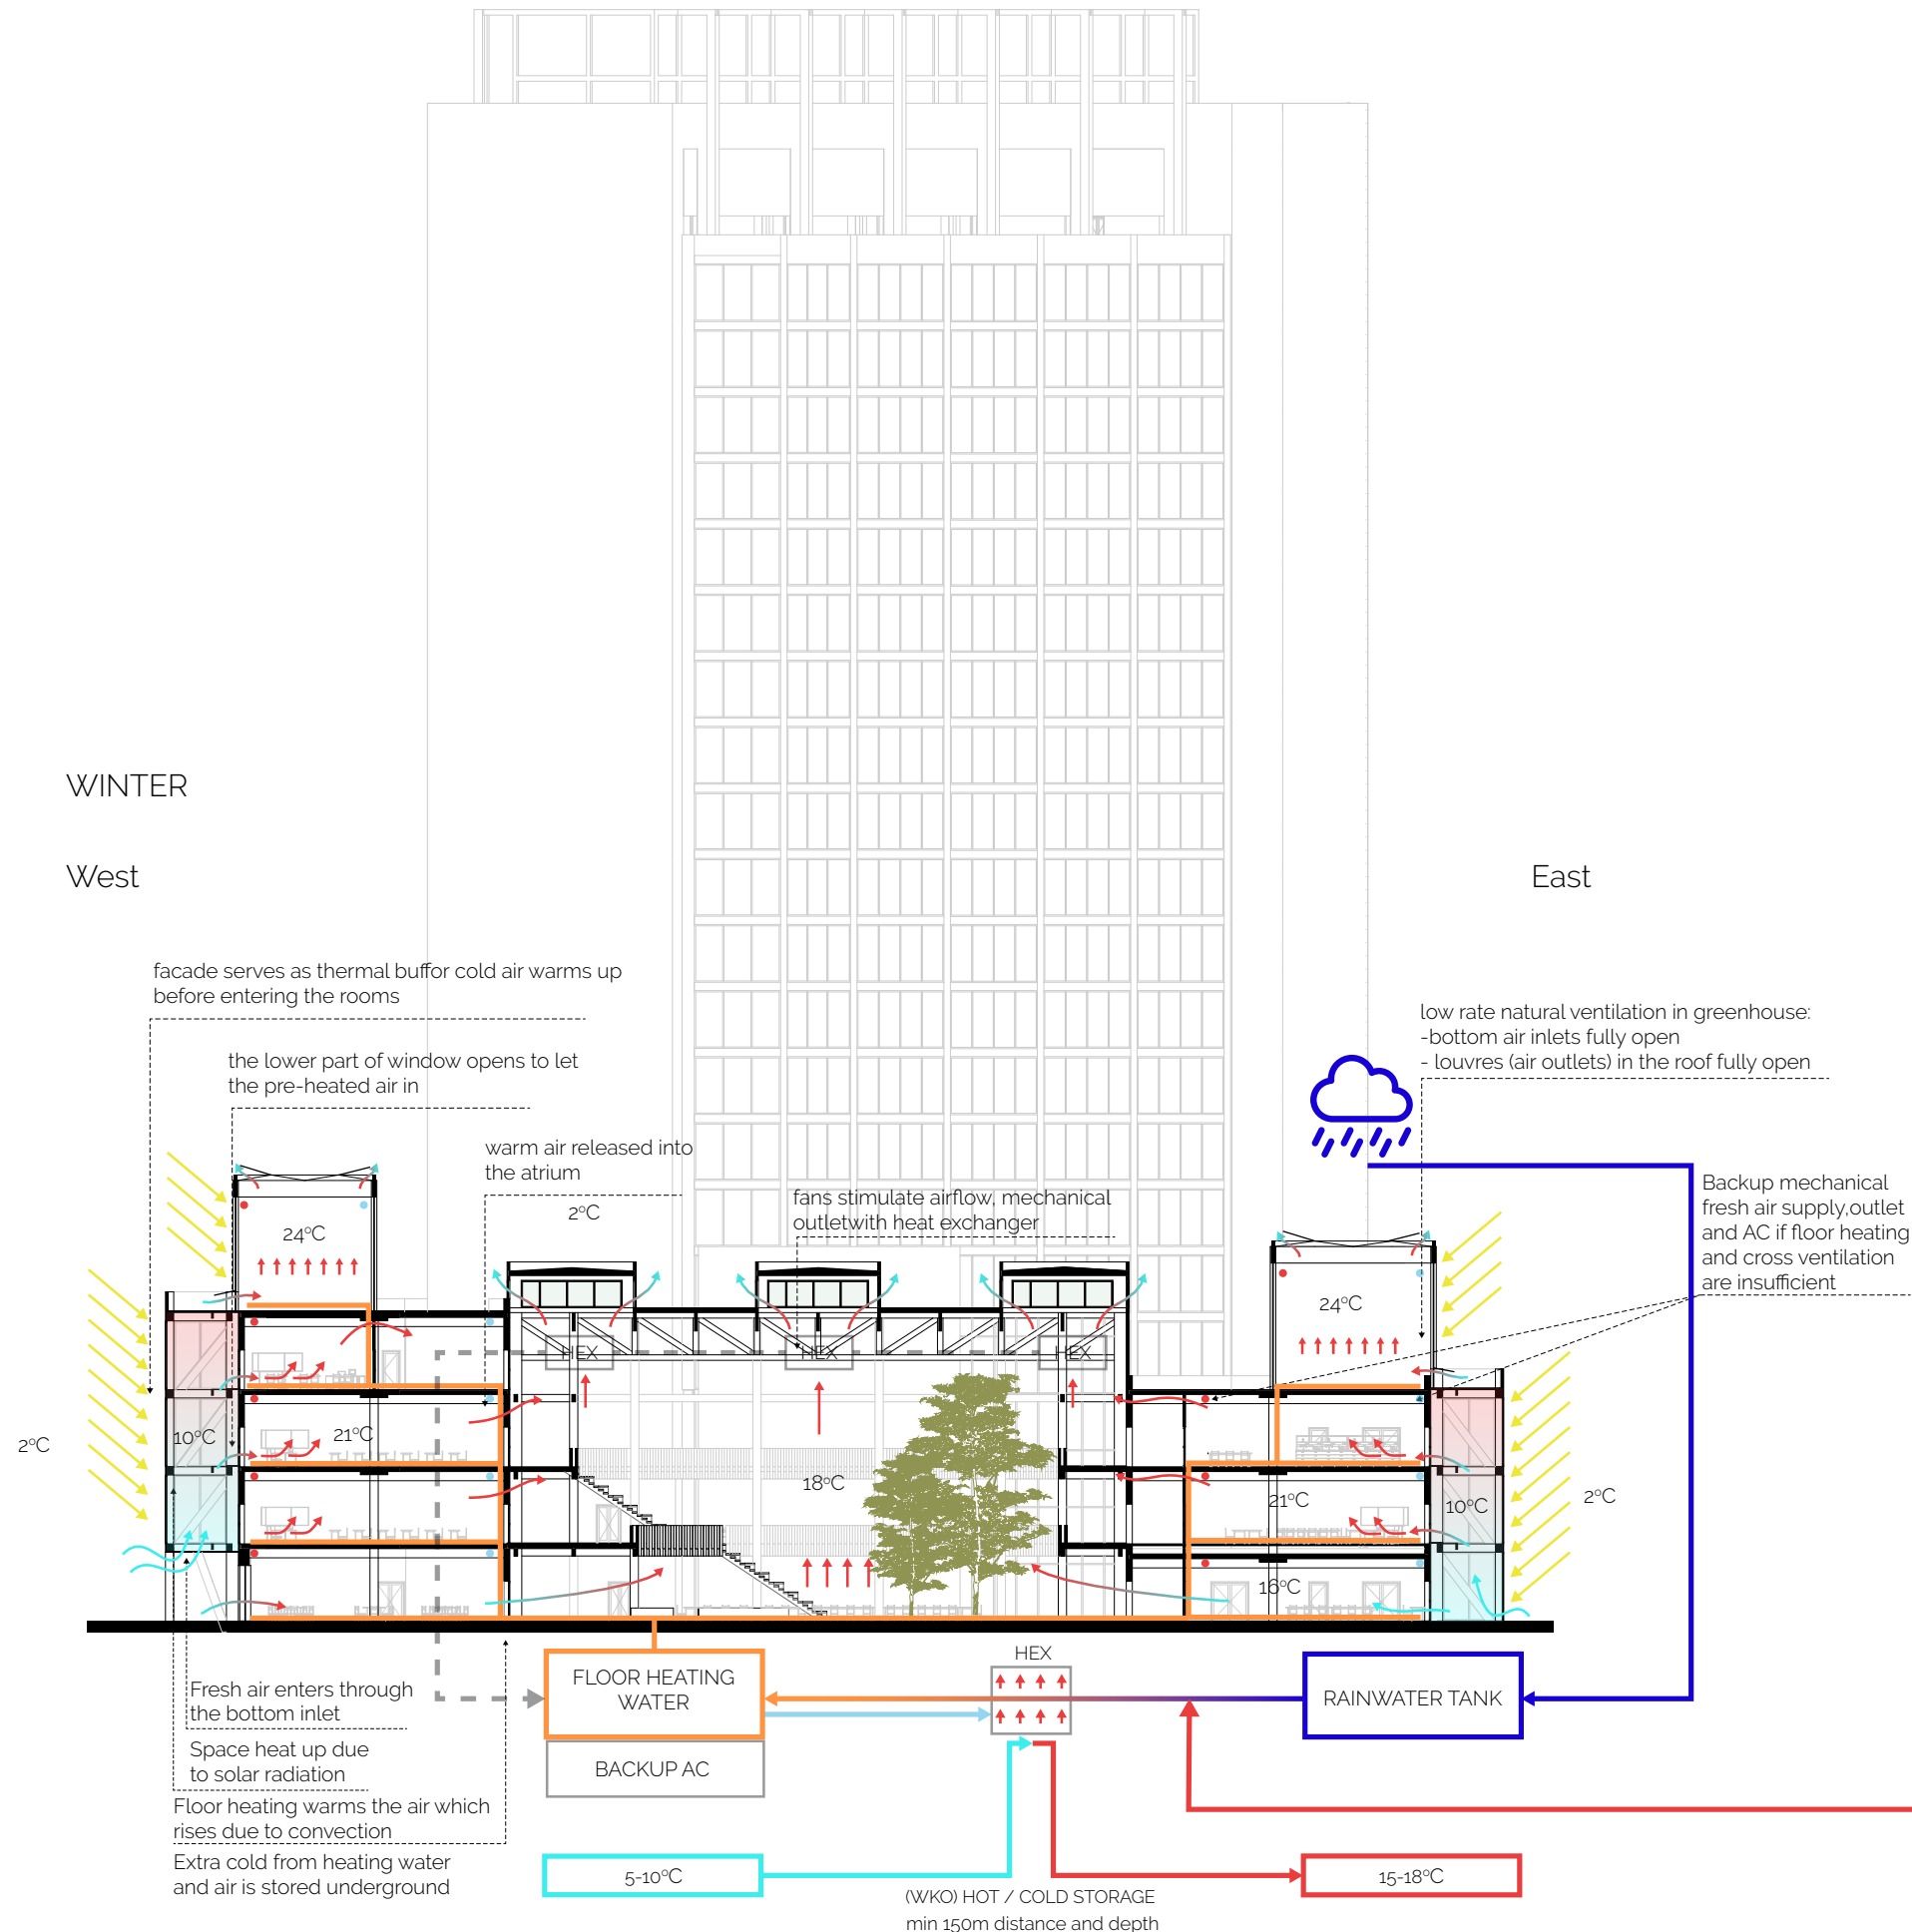 WINTER
West
East
facade serves as thermal buffor cold air warms up
before entering the rooms
the lower part of window opens to let
the pre-heated air in
warm air released into
the atrium
2°C
fans stimulate airflow, mechanical
outletwith heat exchanger
low rate natural ventilation in greenhouse:
-bottom air inlets fully open
- louvres (air outlets) in the roof fully open
Backup mechanical
fresh air supply,outlet
and AC if floor heating
and cross ventilation
are insufficient
24°C
24°C
HEX
HEX
HEX
2°C
10°C
21°C
18°C
21°C
10°C
2°C
16°C
Fresh air enters through
the bottom inlet
Space heat up due
to solar radiation
Floor heating warms the air which
rises due to convection
Extra cold from heating water
and air is stored underground
FLOOR HEATING
WATER
BACKUP AC
HEX
RAINWATER TANK
5-10°C
15-18°C
(WKO) HOT / COLD STORAGE
min 150m distance and depth